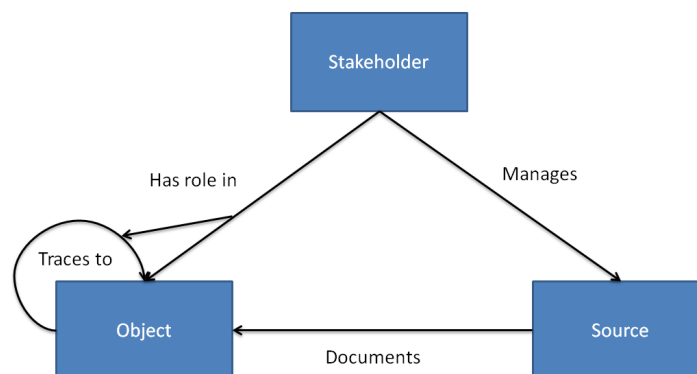 Stakeholder
Has role in
Manages
Traces to
Object
Source
Documents